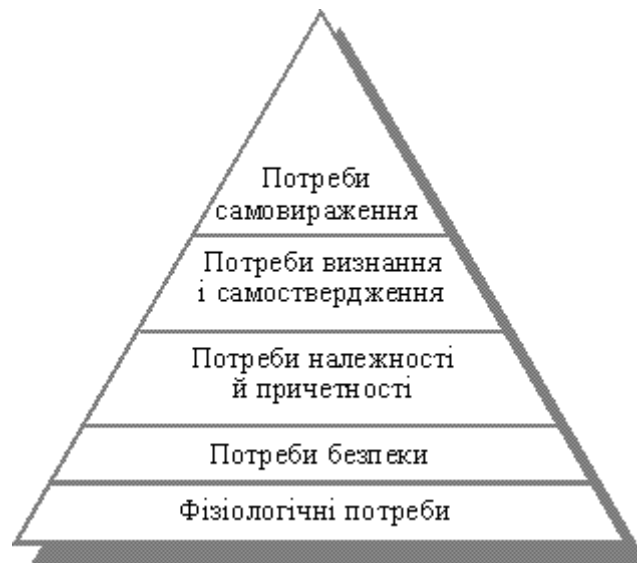 Потреби
самовираження
Потреби визнання
і самоствердження
Потреби належності
й причетності
Потреби безпеки
Фізіологічні потреби